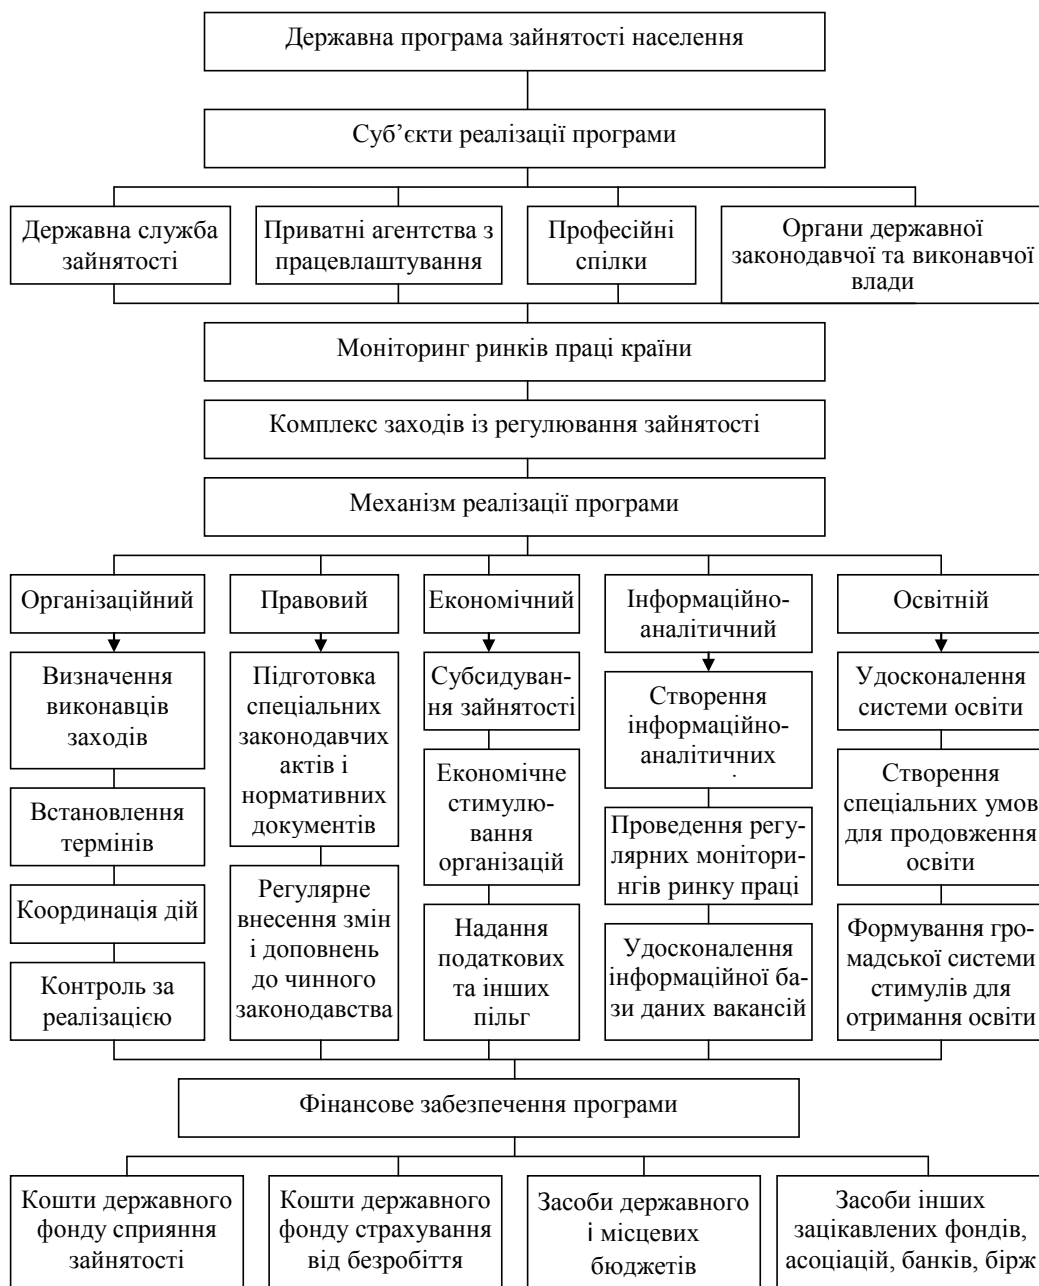 Державна програма зайнятості населення
Суб’єкти реалізації програми
Державна служба
зайнятості
Приватні агентства з
працевлаштування
Професійні
спілки
Органи державної
законодавчої та виконавчої
влади
Моніторинг ринків праці країни
Комплекс заходів із регулювання зайнятості
Механізм реалізації програми
Організаційний
Визначення
виконавців
заходів
Встановлення
термінів
Координація дій
Контроль за
реалізацією
Правовий
Підготовка
спеціальних
законодавчих
актів і
нормативних
документів
Регулярне
внесення змін
і доповнень
до чинного
законодавства
Економічний
Субсидуван-
ня зайнятості
Економічне
стимулю-
вання
організацій
Надання
податкових
та інших
пільг
Інформаційно-
аналітичний
Створення
інформаційно-
аналітичних
Проведення регу-
лярних монітори-
нгів ринку праці
Удосконалення
інформаційної ба-
зи даних вакансій
Освітній
Удосконалення
системи освіти
Створення
спеціальних умов
для продовження
освіти
Формування гро-
мадської системи
стимулів для
отримання освіти
Фінансове забезпечення програми
Кошти державного
фонду сприяння
зайнятості
Кошти державного
фонду страхування
від безробіття
Засоби державного
і місцевих
бюджетів
Засоби інших
зацікавлених фондів,
асоціацій, банків, бірж